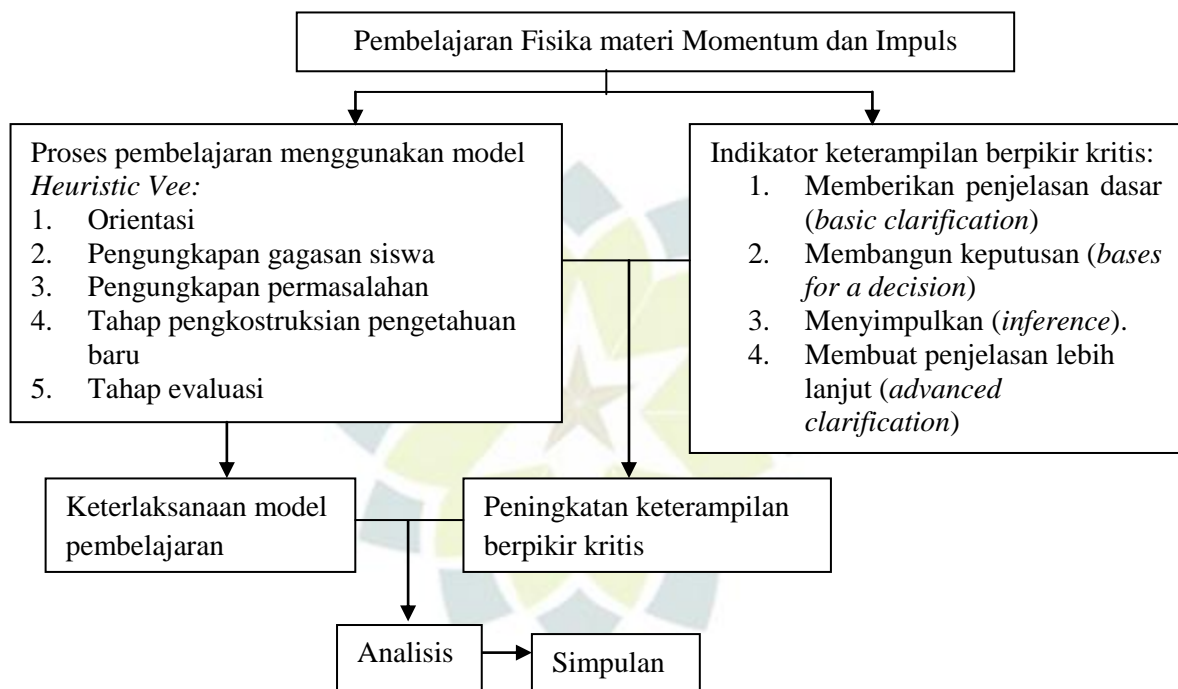 Pembelajaran Fisika materi Momentum dan Impuls
Proses pembelajaran menggunakan model
Heuristic Vee:
1. Orientasi
2. Pengungkapan gagasan siswa
3. Pengungkapan permasalahan
4. Tahap pengkostruksian pengetahuan
baru
5. Tahap evaluasi
Indikator keterampilan berpikir kritis:
1. Memberikan penjelasan dasar
(basic clarification)
2. Membangun keputusan (bases
for a decision)
3. Menyimpulkan (inference).
4. Membuat penjelasan lebih
lanjut (advanced
clarification)
Keterlaksanaan model
pembelajaran
Peningkatan keterampilan
berpikir kritis
Analisis
Simpulan